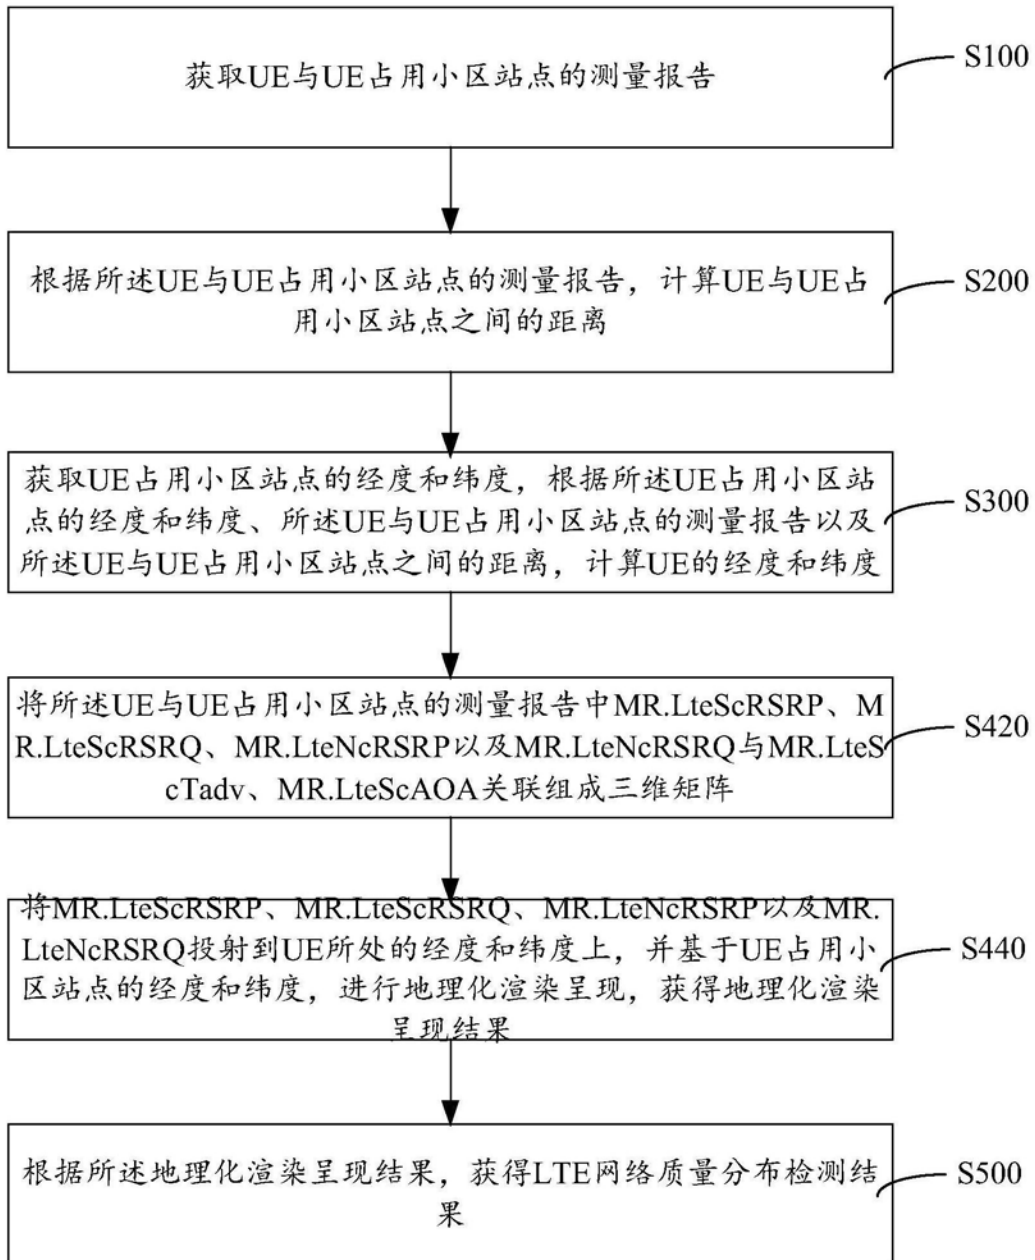 获取UE与UE占用小区站点的测量报告
S100
根据所述UE与UE占用小区站点的测量报告，计算UE与UE占
用小区站点之间的距离
S200
获取UE占用小区站点的经度和纬度，根据所述UE占用小区站
点的经度和纬度、所述UE与UE占用小区站点的测量报告以及
所述UE与UE占用小区站点之间的距离，计算UE的经度和纬度
S300
将所述UE与UE占用小区站点的测量报告中MR.LteScRSRP、M
R.LteScRSRQ、MR.LteNcRSRP以及MR.LteNcRSRQ与MR.LteS
cTadv、MR.LteScAOA关联组成三维矩阵
S420
将MR.LteScRSRP、MR.LteScRSRQ、MR.LteNcRSRP以及MR.
LteNcRSRQ投射到UE所处的经度和纬度上，并基于UE占用小
区站点的经度和纬度，进行地理化渲染呈现，获得地理化渲染
呈现结果
S440
根据所述地理化渲染呈现结果，获得LTE网络质量分布检测结
果
S500